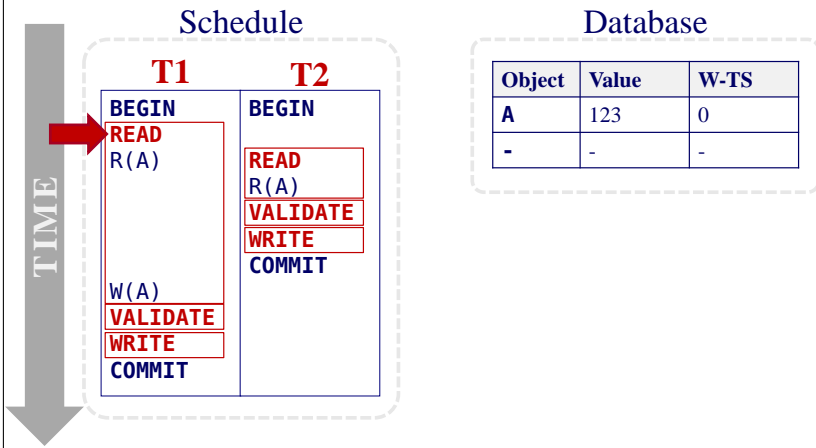 Schedule
Database
TIME
T1 T2
BEGIN BEGIN
READ
R(A) READ
R(A)
VALIDATE
WRITE
COMMIT
W(A)
VALIDATE
WRITE
COMMIT
Object Value W-TS
A 123 0
- - -